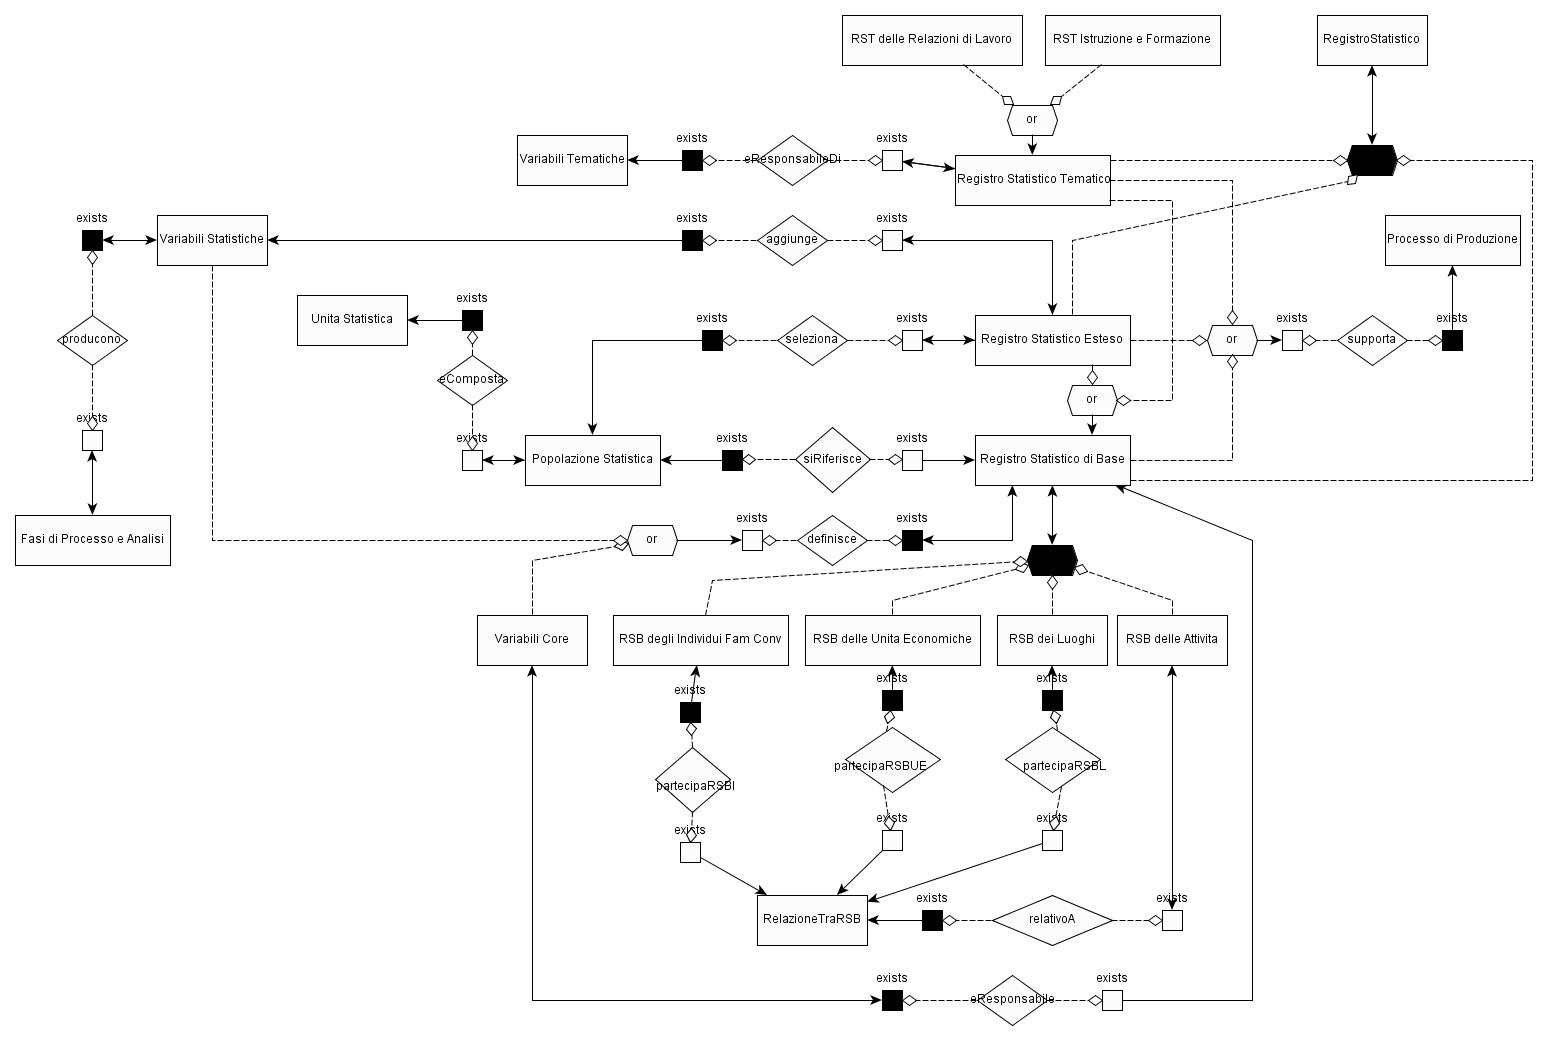 RST delle Relazioni di Lavoro
RST Istruzione e Formazione
RegistroStatistico
or
exists
exists
Variabili Tematiche
eResponsabileDi
Registro Statistico Tematico
exists
exists
exists
Variabili Statistiche
aggiunge
Processo di Produzione
exists
Unita Statistica
exists
exists
exists
exists
producono
seleziona
Registro Statistico Esteso
or
supporta
eComposta
or
exists
exists
exists
exists
Popolazione Statistica
siRiferisce
Registro Statistico di Base
exists
exists
Fasi di Processo e Analisi
or
definisce
Variabili Core
RSB degli Individui Fam Conv
RSB delle Unita Economiche
RSB dei Luoghi
RSB delle Attivita
exists
exists
exists
partecipaRSBI
partecipaRSBUE
partecipaRSBL
exists
exists
exists
exists
exists
RelazioneTraRSB
relativoA
exists
exists
eResponsabile